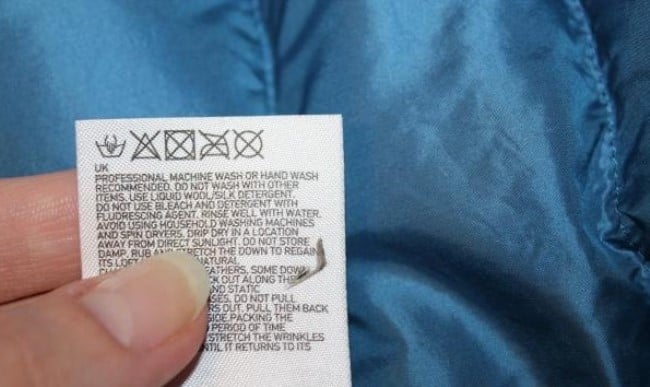 UK
PROFESSIONAL MACHINE WASH OR HAND WASH
RECOMMENDED. DO NOT WASH WITH OTHER
ITEMS. USE LIQUID WOOL/SILK DETERGENT.
DO NOT USE BLEACH AND DETERGENT WITH
FLUDRESCING AGENT. RINSE WELL WITH WATER.
AVOID USING HOUSEHOLD WASHING MACHINES
AND SPIN DRYERS. DRIP DRY IN A LOCATION
AWAY FROM DIRECT SUNLIGHT. DO NOT STORE
DAMP. RUB AND STRETCH THE DOWN TO REGAIN
ITS NATURAL
FEATHERS, SOME DOWN
OUT ALONG THE
AND STATIC
DO NOT PULL
OUT. PULL THEM BACK
PACKING THE
PERIOD OF TIME
STRETCH THE WRINKLES
UNTIL IT RETURNS TO ITS